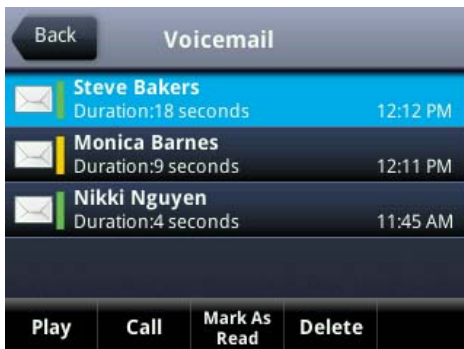 Back
Voicemail
Steve Bakers
Duration:18 seconds
12:12 PM
Monica Barnes
Duration:9 seconds
12:11 PM
Nikki Nguyen
Duration:4 seconds
11:45 AM
Play
Call
Mark As
Read
Delete